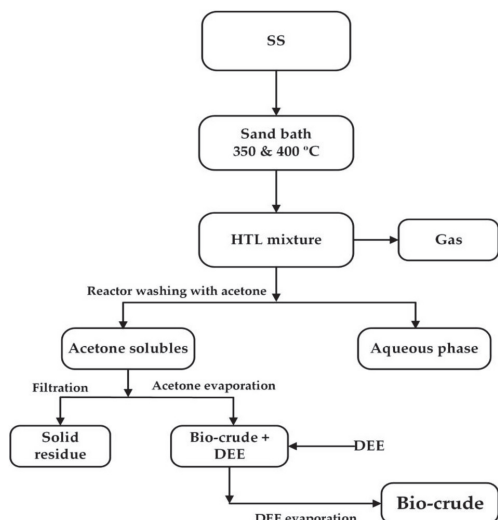 SS
Sand bath
350 & 400 ºC
HTL mixture
Gas
Reactor washing with acetone
Acetone solubles
Aqueous phase
Filtration
Acetone evaporation
Solid
residue
Bio-crude +
DEE
DEE
Bio-crude
DEE evaporation